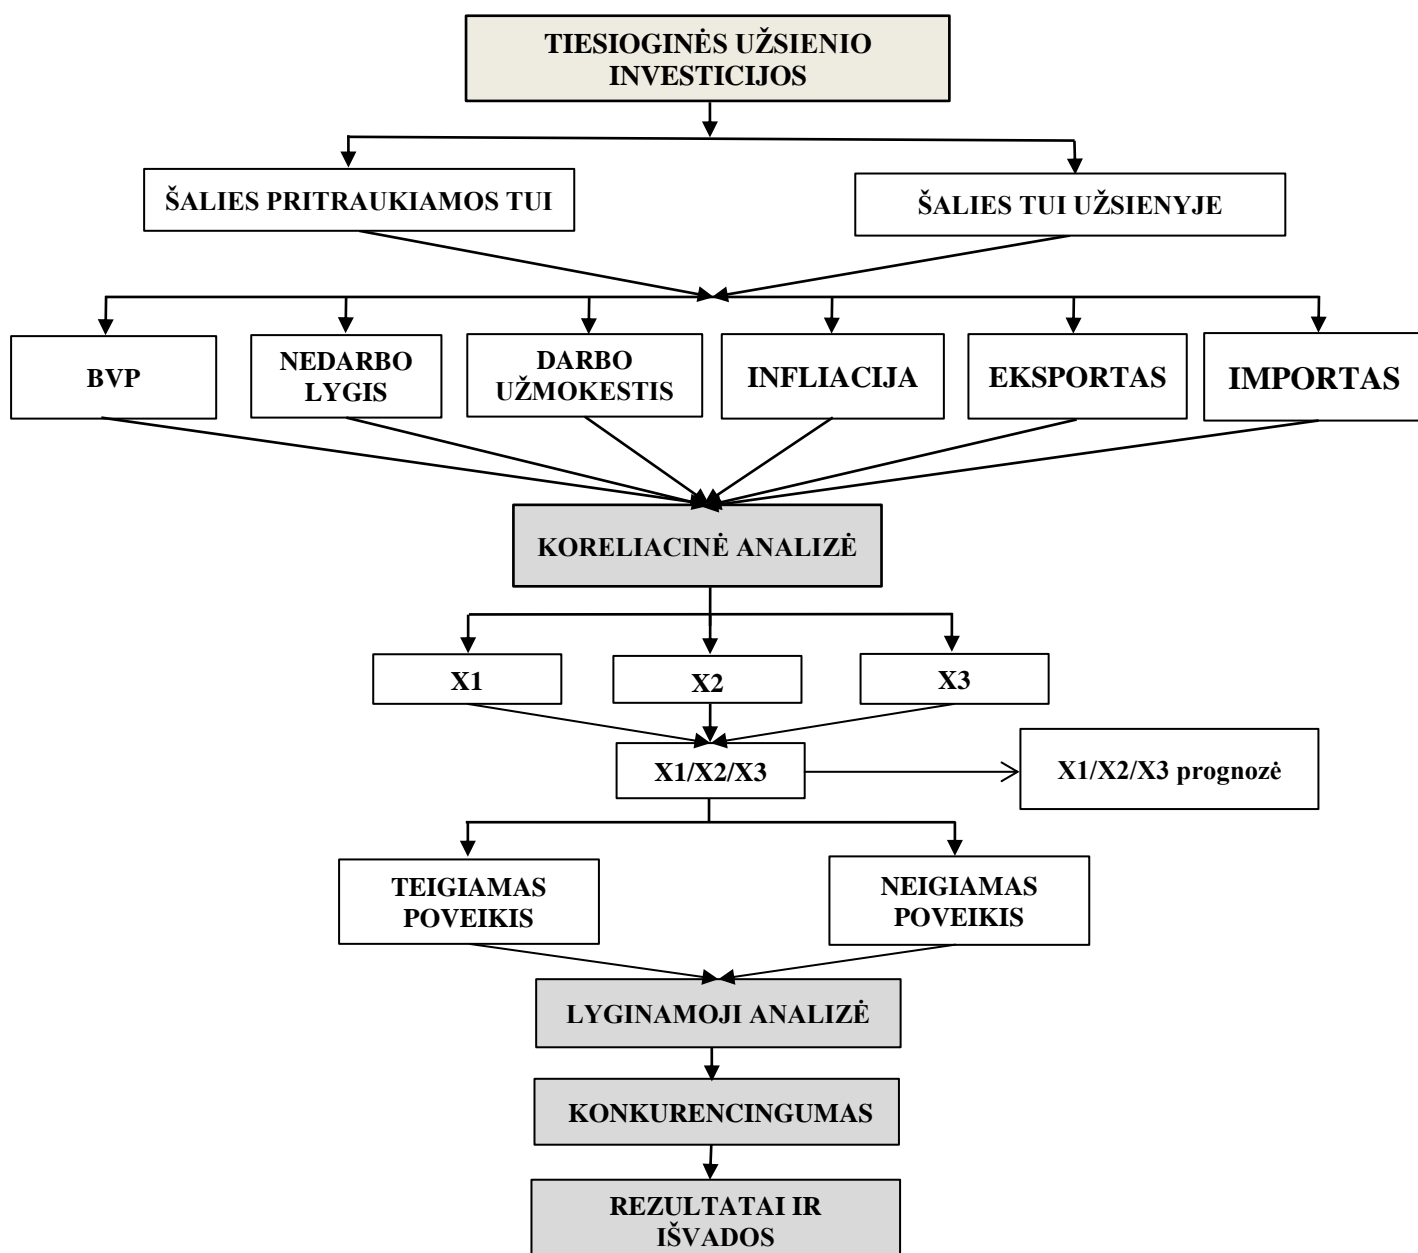 TIESIOGINĖS UŽSIENIO
INVESTICIJOS
ŠALIES PRITRAUKIAMOS TUI
ŠALIES TUI UŽSIENYJE
BVP
NEDARBO
LYGIS
DARBO
UŽMOKESTIS
INFLIACIJA
EKSPORTAS
IMPORTAS
KORELIACINĖ ANALIZĖ
X1
X2
X3
X1/X2/X3
X1/X2/X3 prognozė
TEIGIAMAS
POVEIKIS
NEIGIAMAS
POVEIKIS
LYGINAMOJI ANALIZĖ
KONKURENCINGUMAS
REZULTATAI IR
IŠVADOS